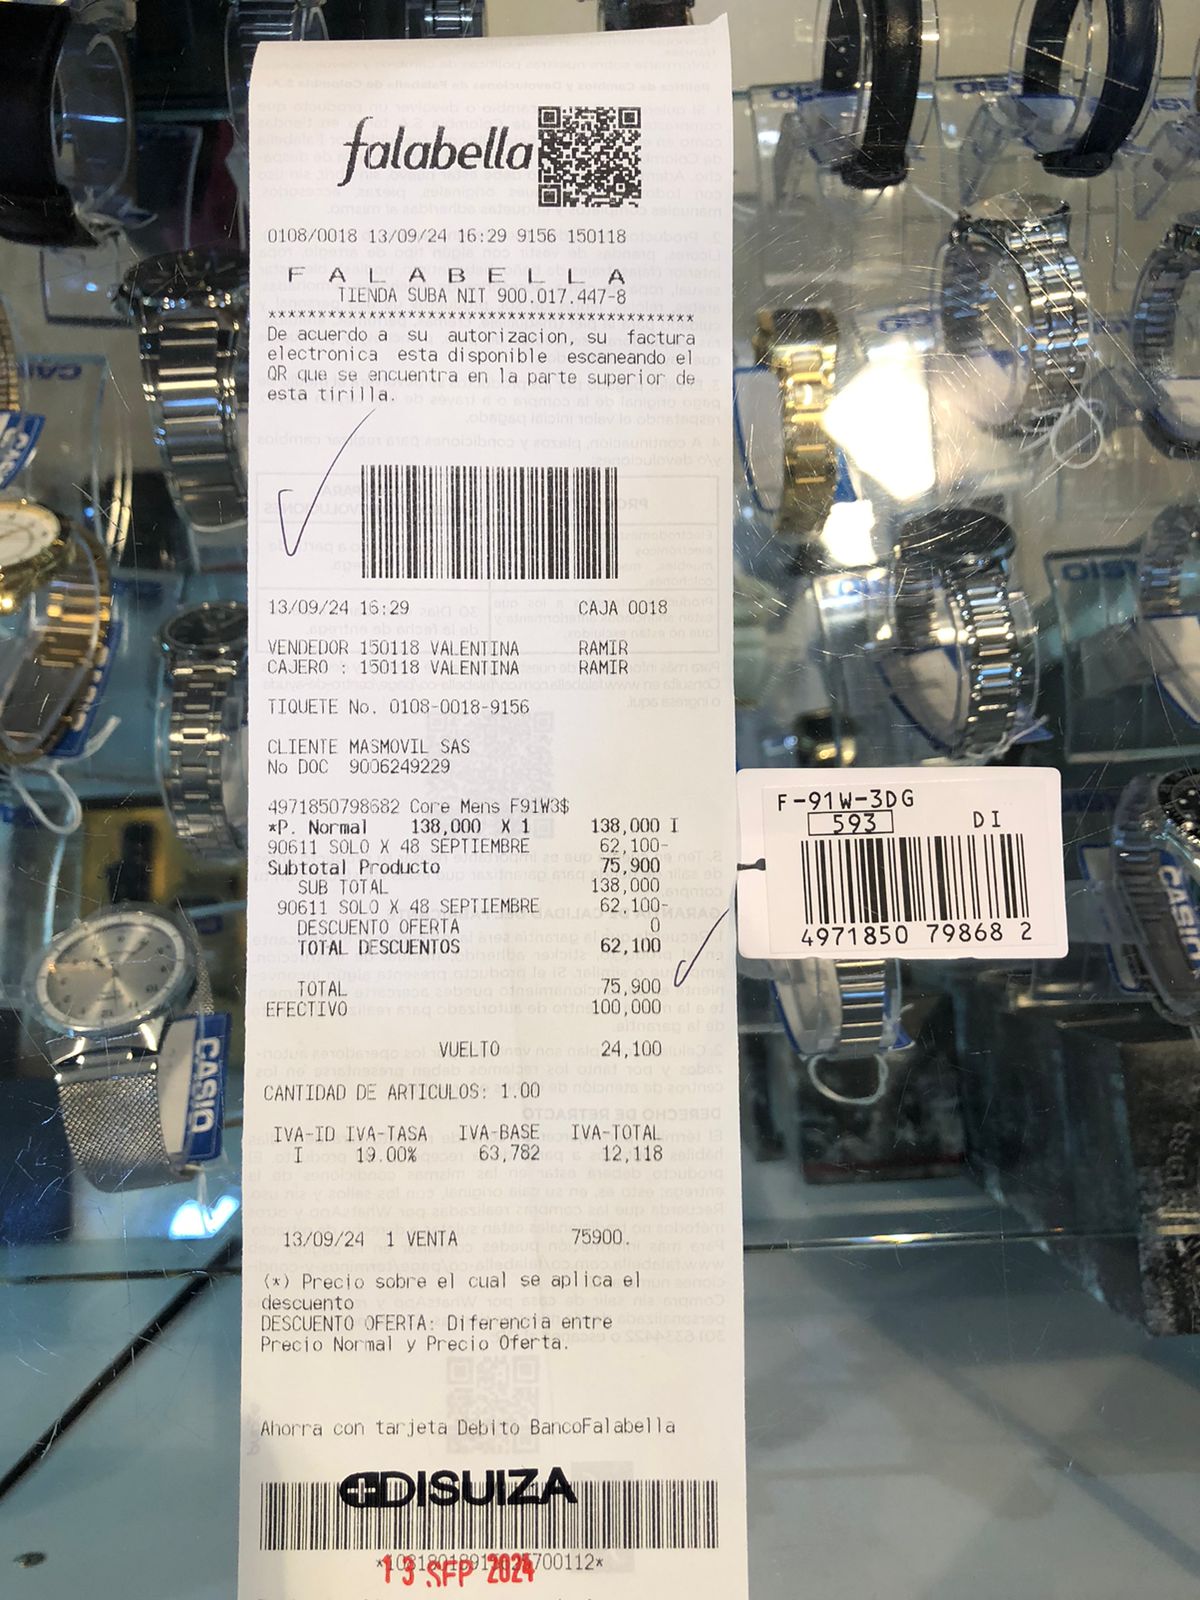 falabella
0108/0018 13/09/24 16:29 9156 150118
F A L A B E L L A
TIENDA SUBA NIT 900.017.447-8
******************************************
De acuerdo a su autorizacion, su factura
electronica esta disponible escaneando el
QR que se encuentra en la parte superior de
esta tirilla.
13/09/24 16:29 CAJA 0018
VENDEDOR 150118 VALENTINA RAMIR
CAJERO : 150118 VALENTINA RAMIR
TIQUETE No. 0108-0018-9156
CLIENTE MASMOVIL SAS
No DOC 9006249229
4971850798682 Core Mens F91W3$
*P. Normal 138,000 X 1 138,000 I
90611 SOLO X 48 SEPTIEMBRE 62,100-
Subtotal Producto 75,900
SUB TOTAL 138,000
90611 SOLO X 48 SEPTIEMBRE 62,100-
DESCUENTO OFERTA 0
TOTAL DESCUENTOS 62,100
TOTAL 75,900
EFECTIVO 100,000
VUELTO 24,100
CANTIDAD DE ARTICULOS: 1.00
IVA-ID IVA-TASA IVA-BASE IVA-TOTAL
I 19.00% 63,782 12,118
13/09/24 1 VENTA 75900.
(*) Precio sobre el cual se aplica el
descuento
DESCUENTO OFERTA: Diferencia entre
Precio Normal y Precio Oferta.
Ahorra con tarjeta Debito BancoFalabella
DISUIZA
13 SEP 2024
F-91W-3DG
593 DI
4971850 79868 2
CASIO
CASIO
CASIO
CASIO